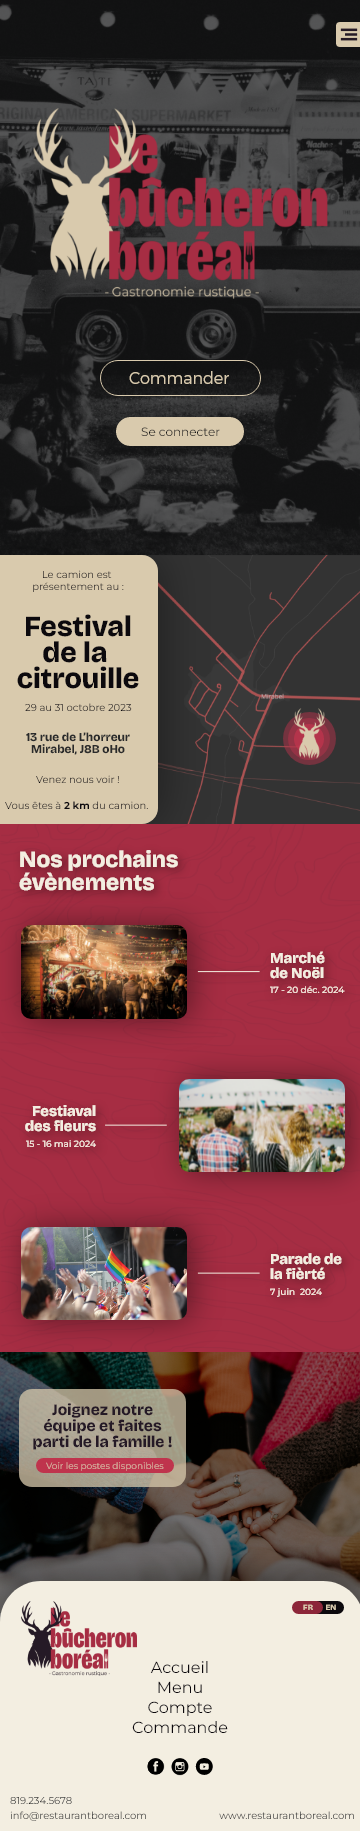 TASTE
ORIGINAL AMERICAN SUPERMARKET
le
bûcheron
boréal
- Gastronomie rustique -
Commander
Se connecter
Le camion est
présentement au :
Festival
de la
citrouille
29 au 31 octobre 2023
13 rue de L'horreur
Mirabel, J8B oHo
Venez nous voir !
Vous êtes à 2 km du camion.
Mirabel
Nos prochains
évènements
Marché
de Noël
17 - 20 déc. 2024
Festiaval
des fleurs
15 - 16 mai 2024
Parade de
la fièrté
7 juin 2024
Joignez notre
équipe et faites
parti de la famille !
Voir les postes disponibles
FR EN
le
bûcheron
boréal
- Gastronomie rustique -
Accueil
Menu
Compte
Commande
819.234.5678
info@restaurantboreal.com
www.restaurantboreal.com